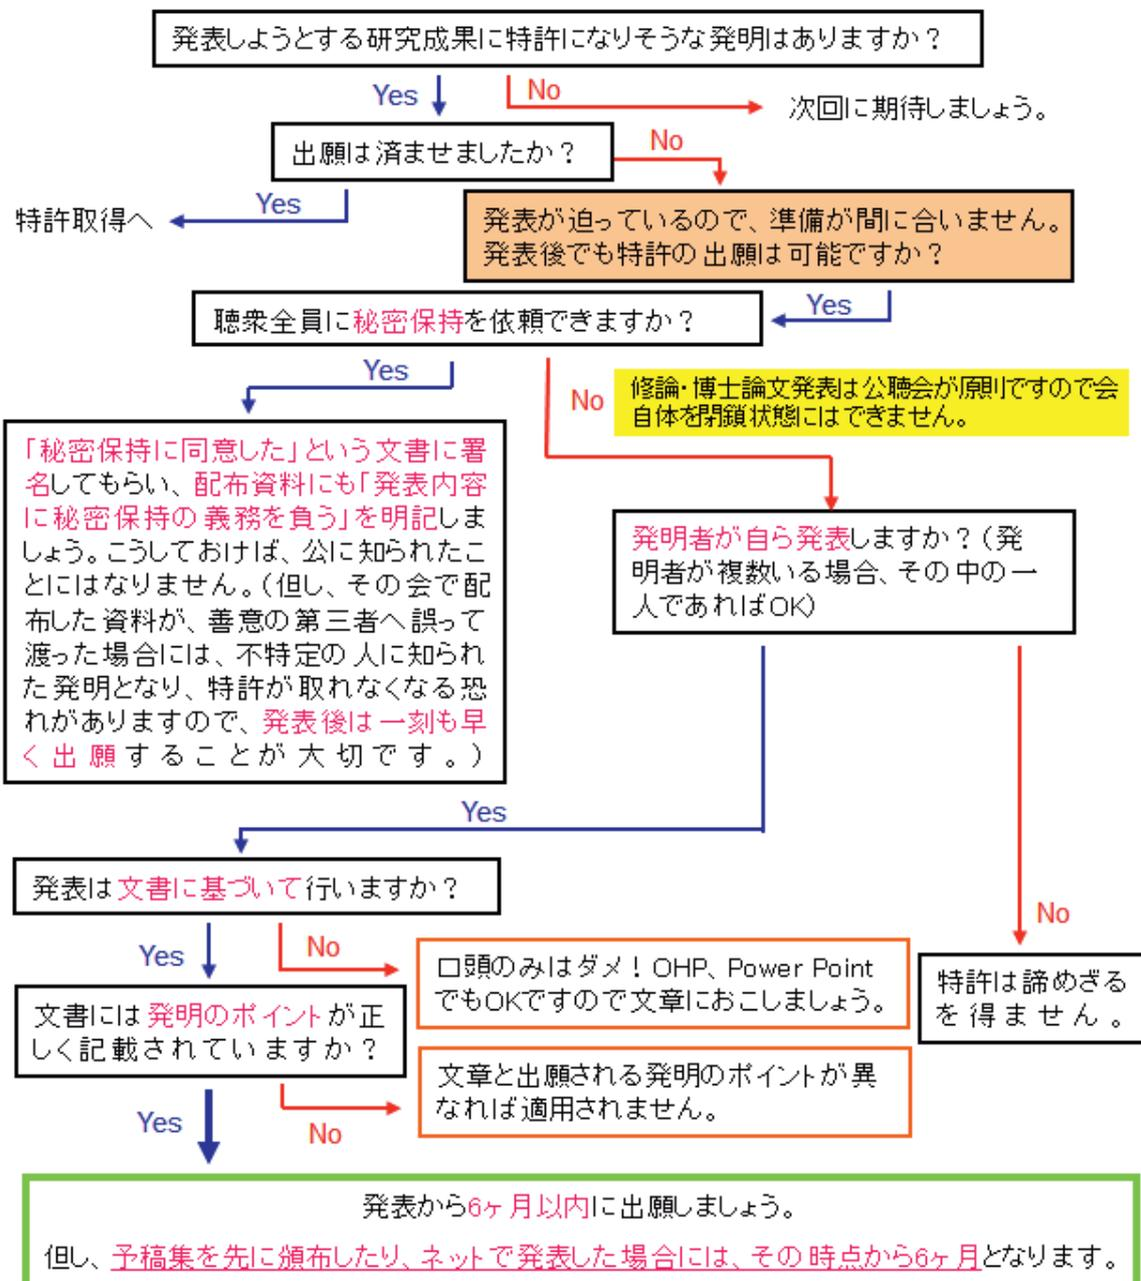 発表しようとする研究成果に特許になりそうな発明はありますか？
Yes
No
次回に期待しましょう。
出願は済ませましたか？
No
Yes
特許取得へ
発表が迫っているので、準備が間に合いません。
発表後でも特許の出願は可能ですか？
Yes
聴衆全員に秘密保持を依頼できますか？
Yes
No
修論・博士論文発表は公聴会が原則ですので会
自体を閉鎖状態にはできません。
「秘密保持に同意した」という文書に署
名してもらい、配布資料にも「発表内容
に秘密保持の義務を負う」を明記しま
しょう。こうしておけば、公に知られたこ
とにはなりません。（但し、その会で配
布した資料が、善意の第三者へ誤って
渡った場合には、不特定の人に知られ
た発明となり、特許が取れなくなる恐
れがありますので、発表後は一刻も早
く出願することが大切です。）
発明者が自ら発表しますか？（発
明者が複数いる場合、その中の一
人であればOK）
Yes
No
発表は文書に基づいて行いますか？
Yes
No
口頭のみはダメ！OHP、Power Point
でもOKですので文章におこしましょう。
特許は諦めざる
を得ません。
文書には発明のポイントが正
しく記載されていますか？
文章と出願される発明のポイントが異
なれば適用されません。
Yes
No
発表から6ヶ月以内に出願しましょう。
但し、予稿集を先に頒布したり、ネットで発表した場合には、その時点から6ヶ月となります。